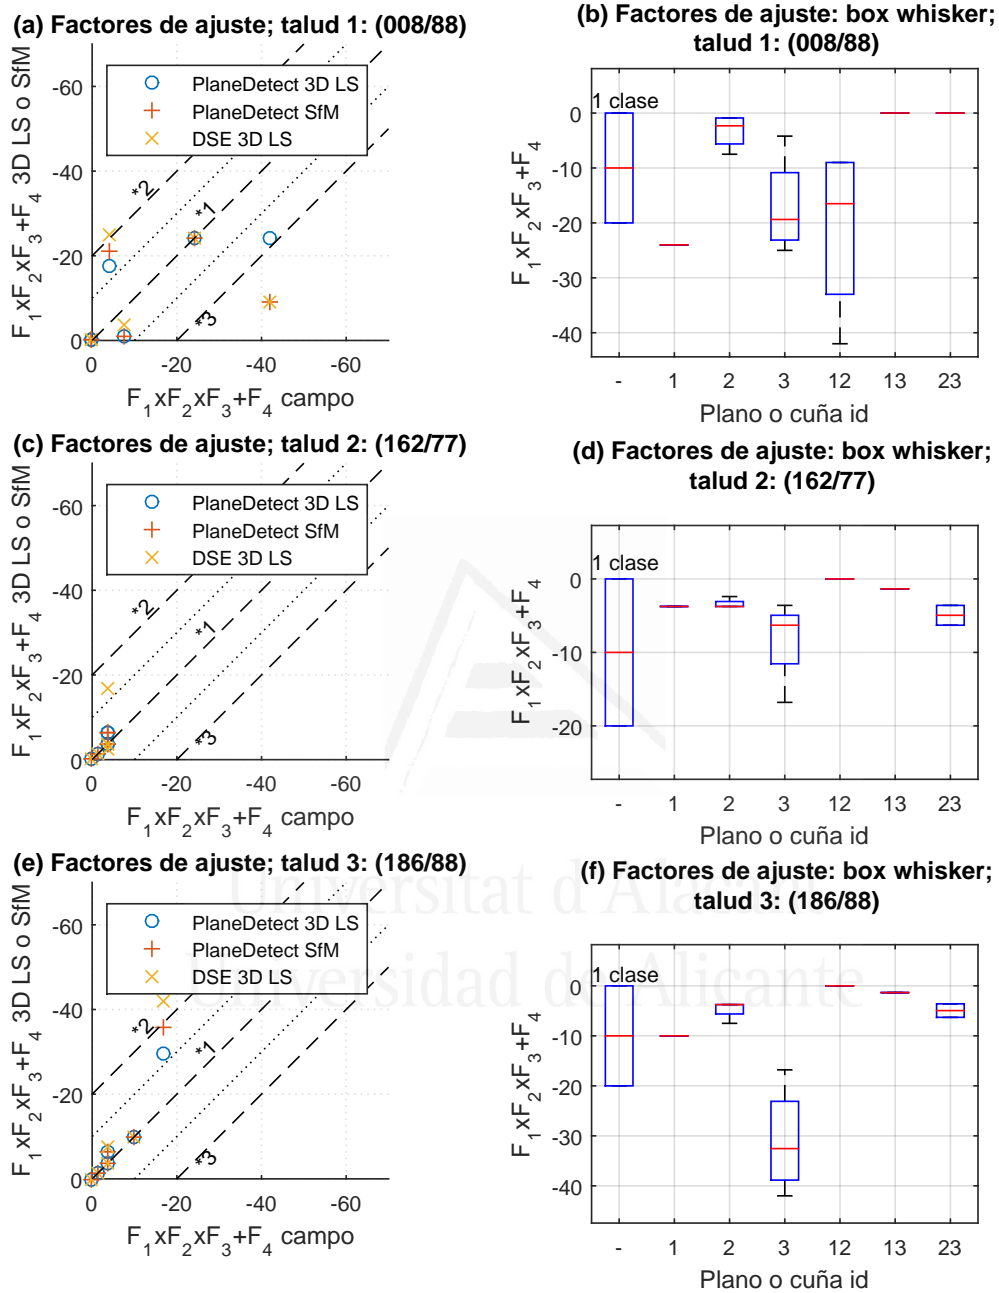 (a) Factores de ajuste; talud 1: (008/88)
F1xF2xF3+F4 3D LS o SfM
-60
-40
-20
0
PlaneDetect 3D LS
PlaneDetect SfM
DSE 3D LS
*2
*1
*3
0 -20 -40 -60
F1xF2xF3+F4 campo
(b) Factores de ajuste: box whisker;
talud 1: (008/88)
F1xF2xF3+F4
1 clase
0
-10
-20
-30
-40
- 1 2 3 12 13 23
Plano o cuña id
(c) Factores de ajuste; talud 2: (162/77)
F1xF2xF3+F4 3D LS o SfM
-60
-40
-20
0
PlaneDetect 3D LS
PlaneDetect SfM
DSE 3D LS
*2
*1
*3
0 -20 -40 -60
F1xF2xF3+F4 campo
(d) Factores de ajuste: box whisker;
talud 2: (162/77)
F1xF2xF3+F4
1 clase
0
-10
-20
- 1 2 3 12 13 23
Plano o cuña id
(e) Factores de ajuste; talud 3: (186/88)
F1xF2xF3+F4 3D LS o SfM
-60
-40
-20
0
PlaneDetect 3D LS
PlaneDetect SfM
DSE 3D LS
*2
*1
*3
0 -20 -40 -60
F1xF2xF3+F4 campo
(f) Factores de ajuste: box whisker;
talud 3: (186/88)
F1xF2xF3+F4
1 clase
0
-10
-20
-30
-40
- 1 2 3 12 13 23
Plano o cuña id
Universitat d'Alacant
Universidad de Alicante